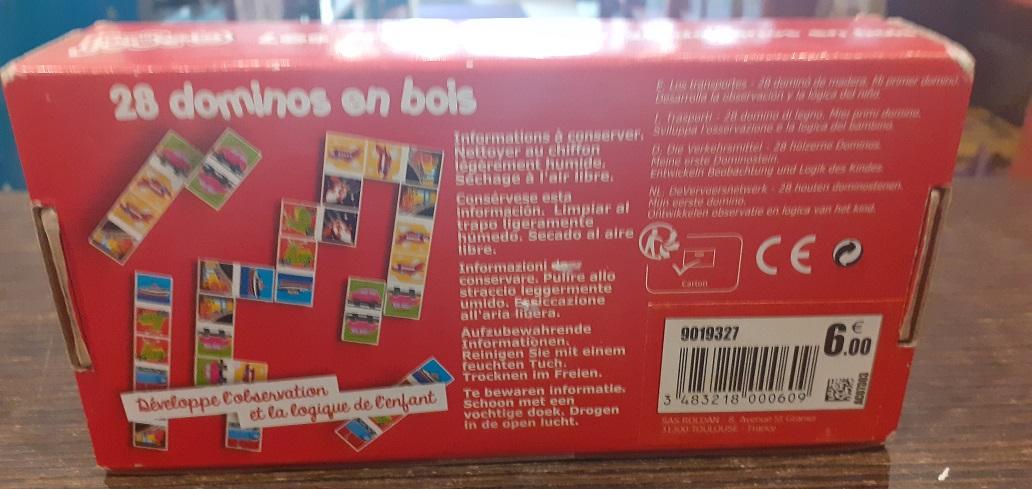 28 dominos en bois
Informations à conserver.
Nettoyer au chiffon
légèrement humide.
Séchage à l'air libre.
Consérvese esta
información. Limpiar al
trapo ligeramente
húmedo. Secado al aire
libre.
Informazioni
conservare. Pulire allo
straccio leggermente
umido. Essiccazione
all'aria libera.
Aufzubewahrende
Informationen.
Reinigen Sie mit einem
feuchten Tuch.
Trocknen im Freien.
Te bewaren informatie.
Schoon met een
vochtige doek. Drogen
in de open lucht.
E. Los transportes - 28 dominó de madera. Mi primer domino.
Desarrolla la observación y la lógica del niño.
I. Trasporti - 28 domino di legno. Miei primi domino.
Sviluppa l'osservazione e la logica del bambino.
D. Die Verkehrsmittel - 28 hölzerne Dominos.
Meine erste Dominostein.
Entwickeln Beobachtung und Logik des Kindes.
NL. DeVervoersnetwerk - 28 houten dominostenen.
Mijn eerste domino.
Ontwikkelen observatie en logica van het kind.
Carton
CE
9019327
6.€00
3 483218 000609
SAS ROLDAN - 8, Avenue St Granier
31300 TOULOUSE - France
Développe l'observation
et la logique de l'enfant